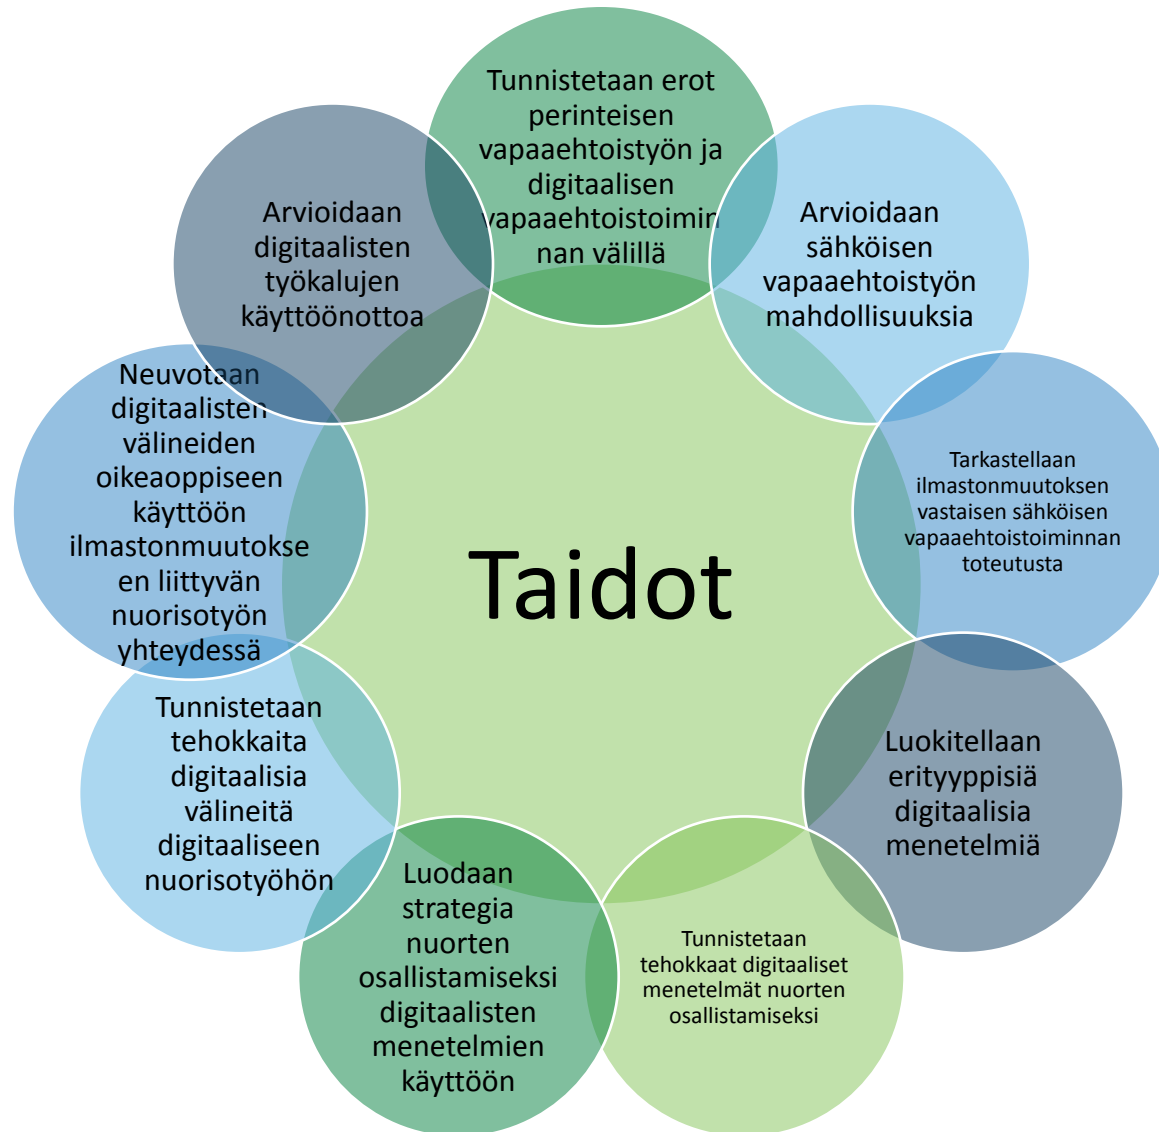 Tunnistetaan erot
perinteisen
vapaaehtoistyön ja
digitaalisen
vapaaehtoistoimin
nan välillä
Arvioidaan
sähköisen
vapaaehtoistyön
mahdollisuuksia
Tarkastellaan
ilmastonmuutoksen
vastaisen sähköisen
vapaaehtoistoiminnan
toteutusta
Luokitellaan
erityyppisiä
digitaalisia
menetelmiä
Tunnistetaan
tehokkaat digitaaliset
menetelmät nuorten
osallistamiseksi
Luodaan
strategia
nuorten
osallistamiseksi
digitaalisten
menetelmien
käyttöön
Tunnistetaan
tehokkaita
digitaalisia
välineitä
digitaaliseen
nuorisotyöhön
Neuvotaan
digitaalisten
välineiden
oikeaoppiseen
käyttöön
ilmastonmuutokse
en liittyvän
nuorisotyön
yhteydessä
Arvioidaan
digitaalisten
työkalujen
käyttöönottoa
Taidot